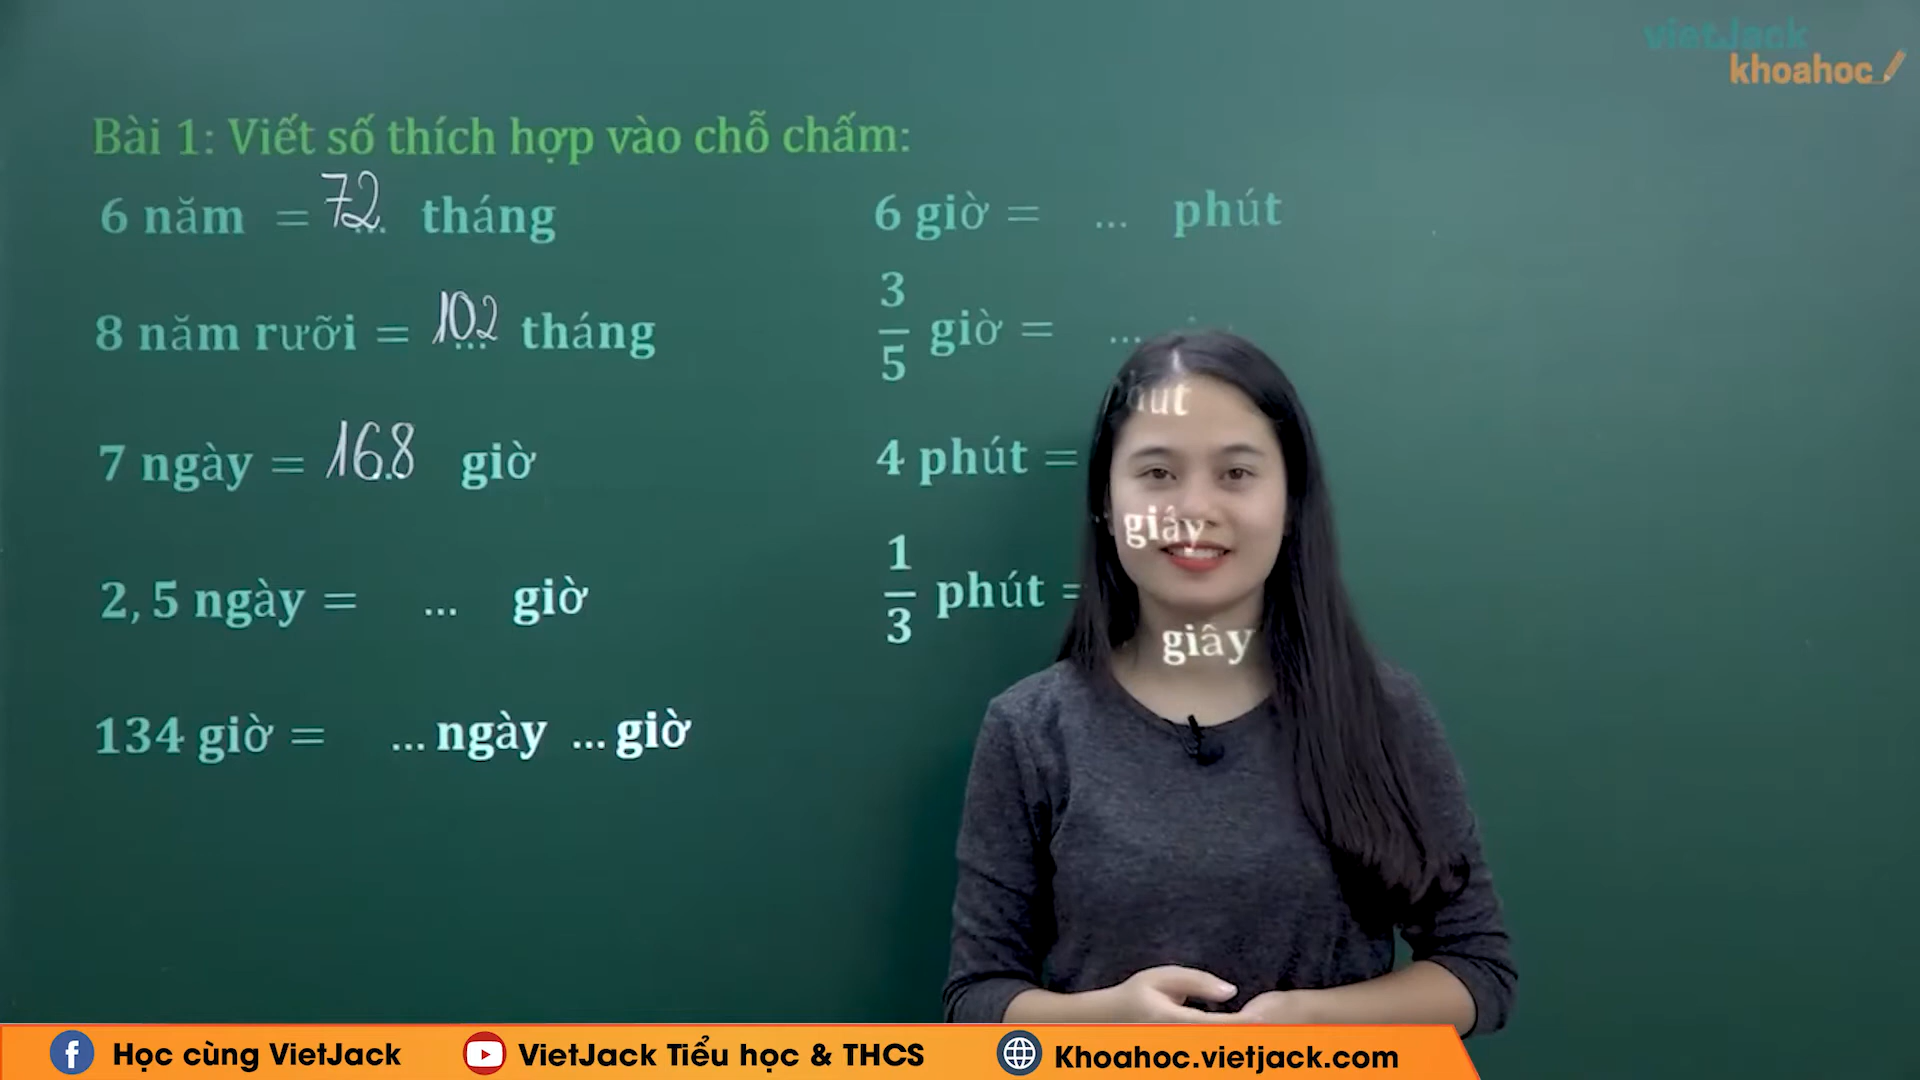 vietJack
khoahoc
Bài 1: Viết số thích hợp vào chỗ chấm:
6 năm = 72 ... tháng
8 năm rưỡi = 102 ... tháng
7 ngày = 168 giờ
2,5 ngày = ... giờ
134 giờ = ... ngày ... giờ
6 giờ = ... phút
3/5 giờ = ...
phút
4 phút =
giây
1/3 phút =
giây
Học cùng VietJack
VietJack Tiểu học & THCS
Khoahoc.vietjack.com